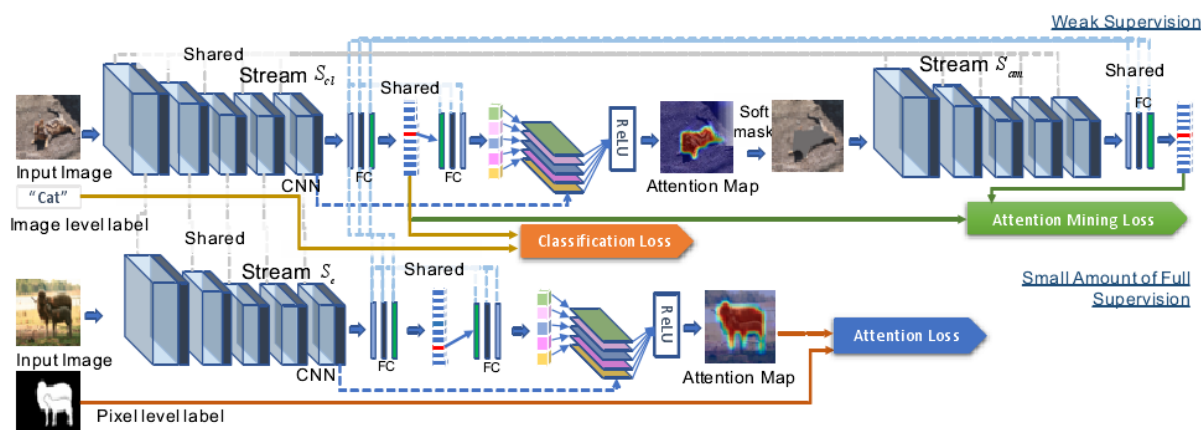 Weak Supervision
Shared
Stream S_cl
Shared
Stream S_am
Shared
FC
Soft
mask
ReLU
Input Image
CNN
FC
FC
Attention Map
"Cat"
Image level label
Classification Loss
Attention Mining Loss
Shared
Stream S_e
Shared
Small Amount of Full
Supervision
ReLU
Attention Loss
Input Image
CNN
FC
FC
Attention Map
Pixel level label